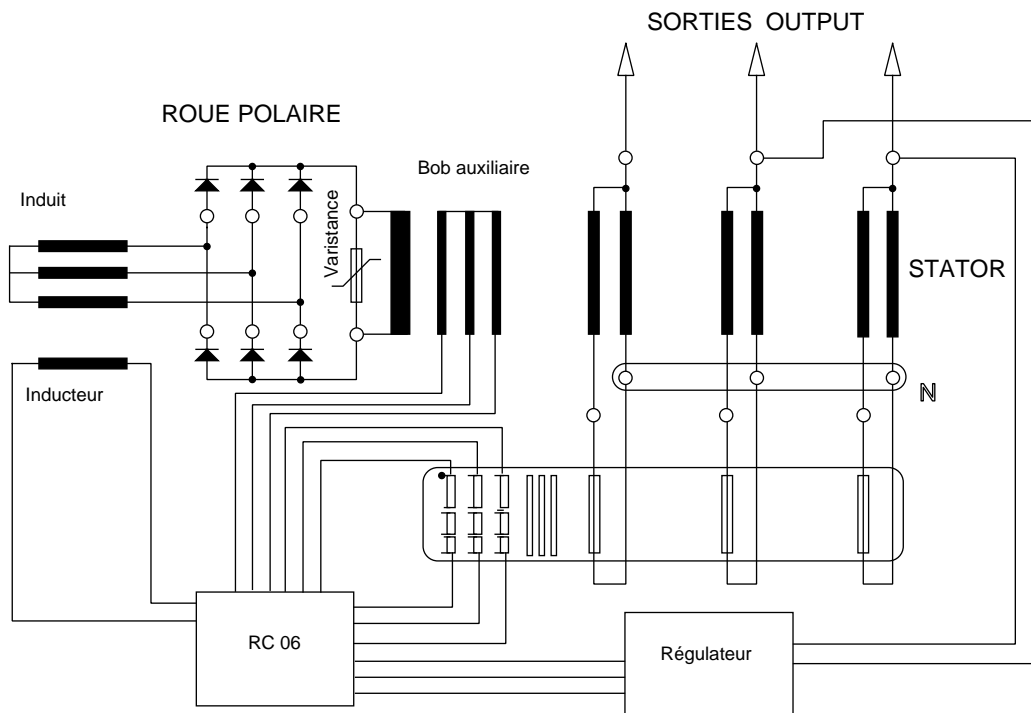 SORTIES OUTPUT
ROUE POLAIRE
Bob auxiliaire
Induit
Varistance
STATOR
Inducteur
N
RC 06
Régulateur